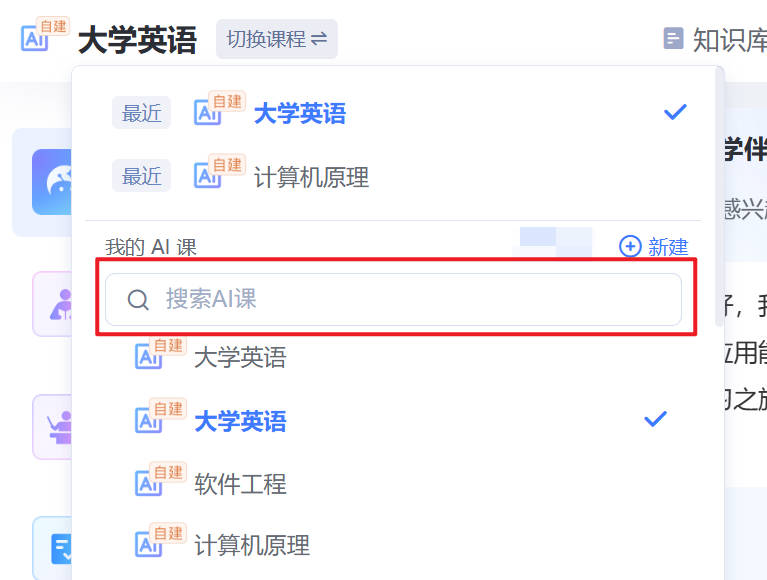 AI 自建 大学英语 切换课程 知识库
最近 AI 自建 大学英语
学伴
最近 AI 自建 计算机原理
感兴
我的 AI 课 新建
搜索AI课
好，我
AI 自建 大学英语
应用能
习之旅
AI 自建 大学英语
AI 自建 软件工程
AI 自建 计算机原理